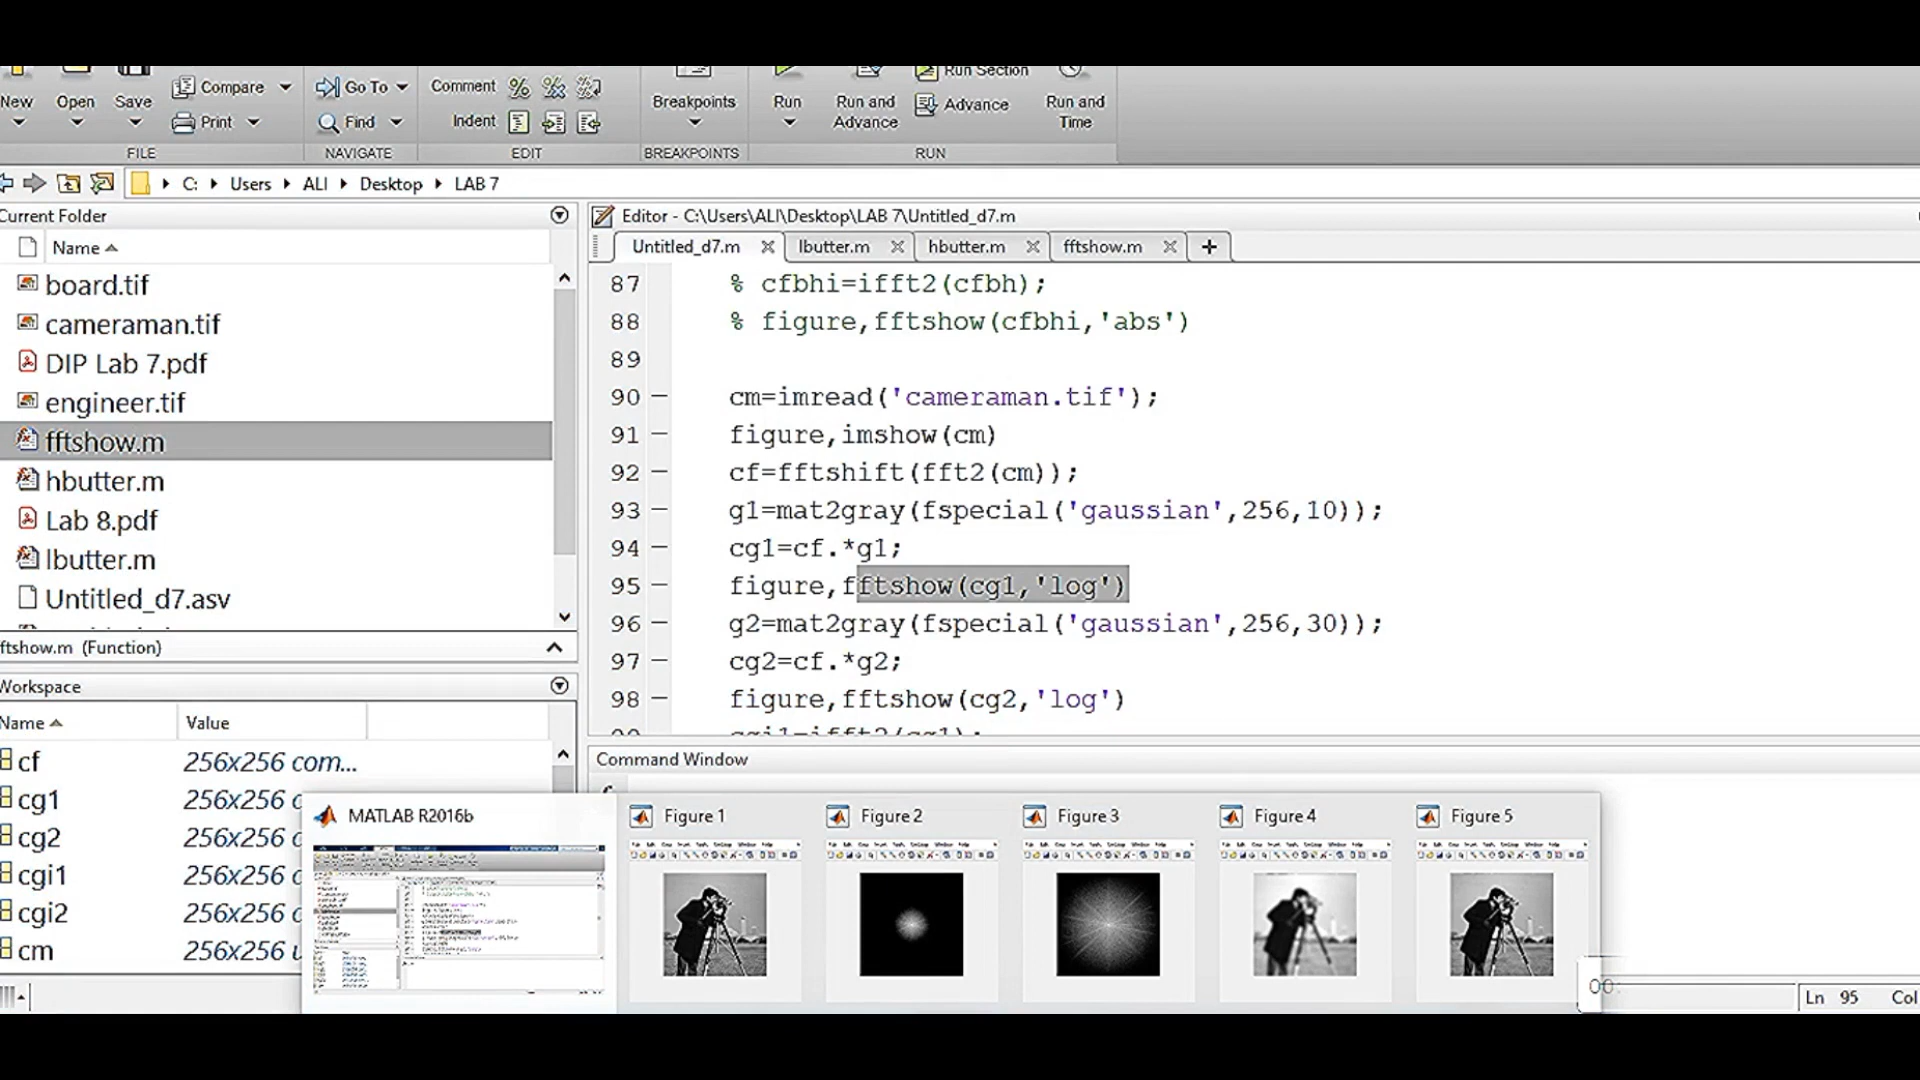 New
Open
Save
Compare
Print
FILE
Go To
Find
NAVIGATE
Comment
Indent
EDIT
Breakpoints
BREAKPOINTS
Run
Run and
Advance
Run Section
Advance
Run and
Time
RUN
C:
Users
ALI
Desktop
LAB 7
Current Folder
Name
board.tif
cameraman.tif
DIP Lab 7.pdf
engineer.tif
fftshow.m
hbutter.m
Lab 8.pdf
lbutter.m
Untitled_d7.asv
ftshow.m (Function)
Workspace
Name Value
cf 256x256 com...
cg1 256x256 c
cg2 256x256 c
cgi1 256x256 c
cgi2 256x256 c
cm 256x256 u
Editor - C:\Users\ALI\Desktop\LAB 7\Untitled_d7.m
Untitled_d7.m lbutter.m hbutter.m fftshow.m
87 % cfbhi=ifft2(cfbh);
88 % figure,fftshow(cfbhi,'abs')
89
90 cm=imread('cameraman.tif');
91 figure,imshow(cm)
92 cf=fftshift(fft2(cm));
93 g1=mat2gray(fspecial('gaussian',256,10));
94 cg1=cf.*g1;
95 figure,fftshow(cg1,'log')
96 g2=mat2gray(fspecial('gaussian',256,30));
97 cg2=cf.*g2;
98 figure,fftshow(cg2,'log')
99 cgi1=ifft2(cg1);
Command Window
MATLAB R2016b
Figure 1
Figure 2
Figure 3
Figure 4
Figure 5
00:
Ln 95 Col